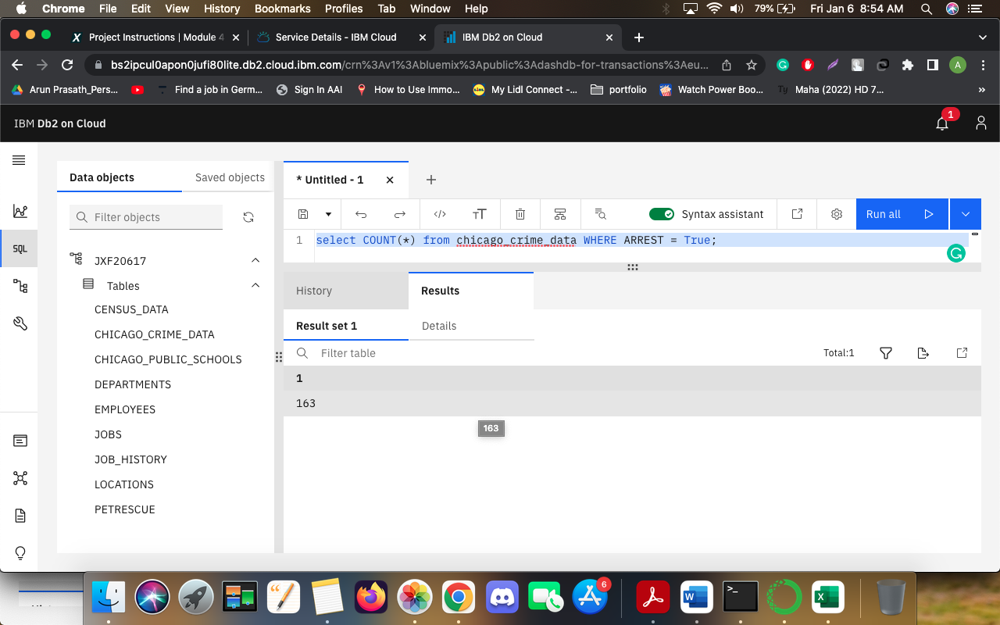 Chrome File Edit View History Bookmarks Profiles Tab Window Help 79% Fri Jan 6 8:54 AM
X Project Instructions | Module 4 Service Details - IBM Cloud IBM Db2 on Cloud
bs2ipcul0apon0jufi80lite.db2.cloud.ibm.com/crn%3Av1%3Abluemix%3Apublic%3Adashdb-for-transactions%3Aeu... A
Arun Prasath_Pers... Find a job in Germ... Sign In AAI How to Use Immo... My Lidl Connect -... portfolio Watch Power Boo... Ty Maha (2022) HD 7... »
IBM Db2 on Cloud 1
Data objects Saved objects * Untitled - 1
Filter objects
</> TT Syntax assistant Run all
1 select COUNT(*) from chicago_crime_data WHERE ARREST = True;
SQL
JXF20617
Tables
CENSUS_DATA
CHICAGO_CRIME_DATA
CHICAGO_PUBLIC_SCHOOLS
DEPARTMENTS
EMPLOYEES
JOBS
JOB_HISTORY
LOCATIONS
PETRESCUE
History Results
Result set 1 Details
Filter table Total:1
1
163
163
6
W
>_
X